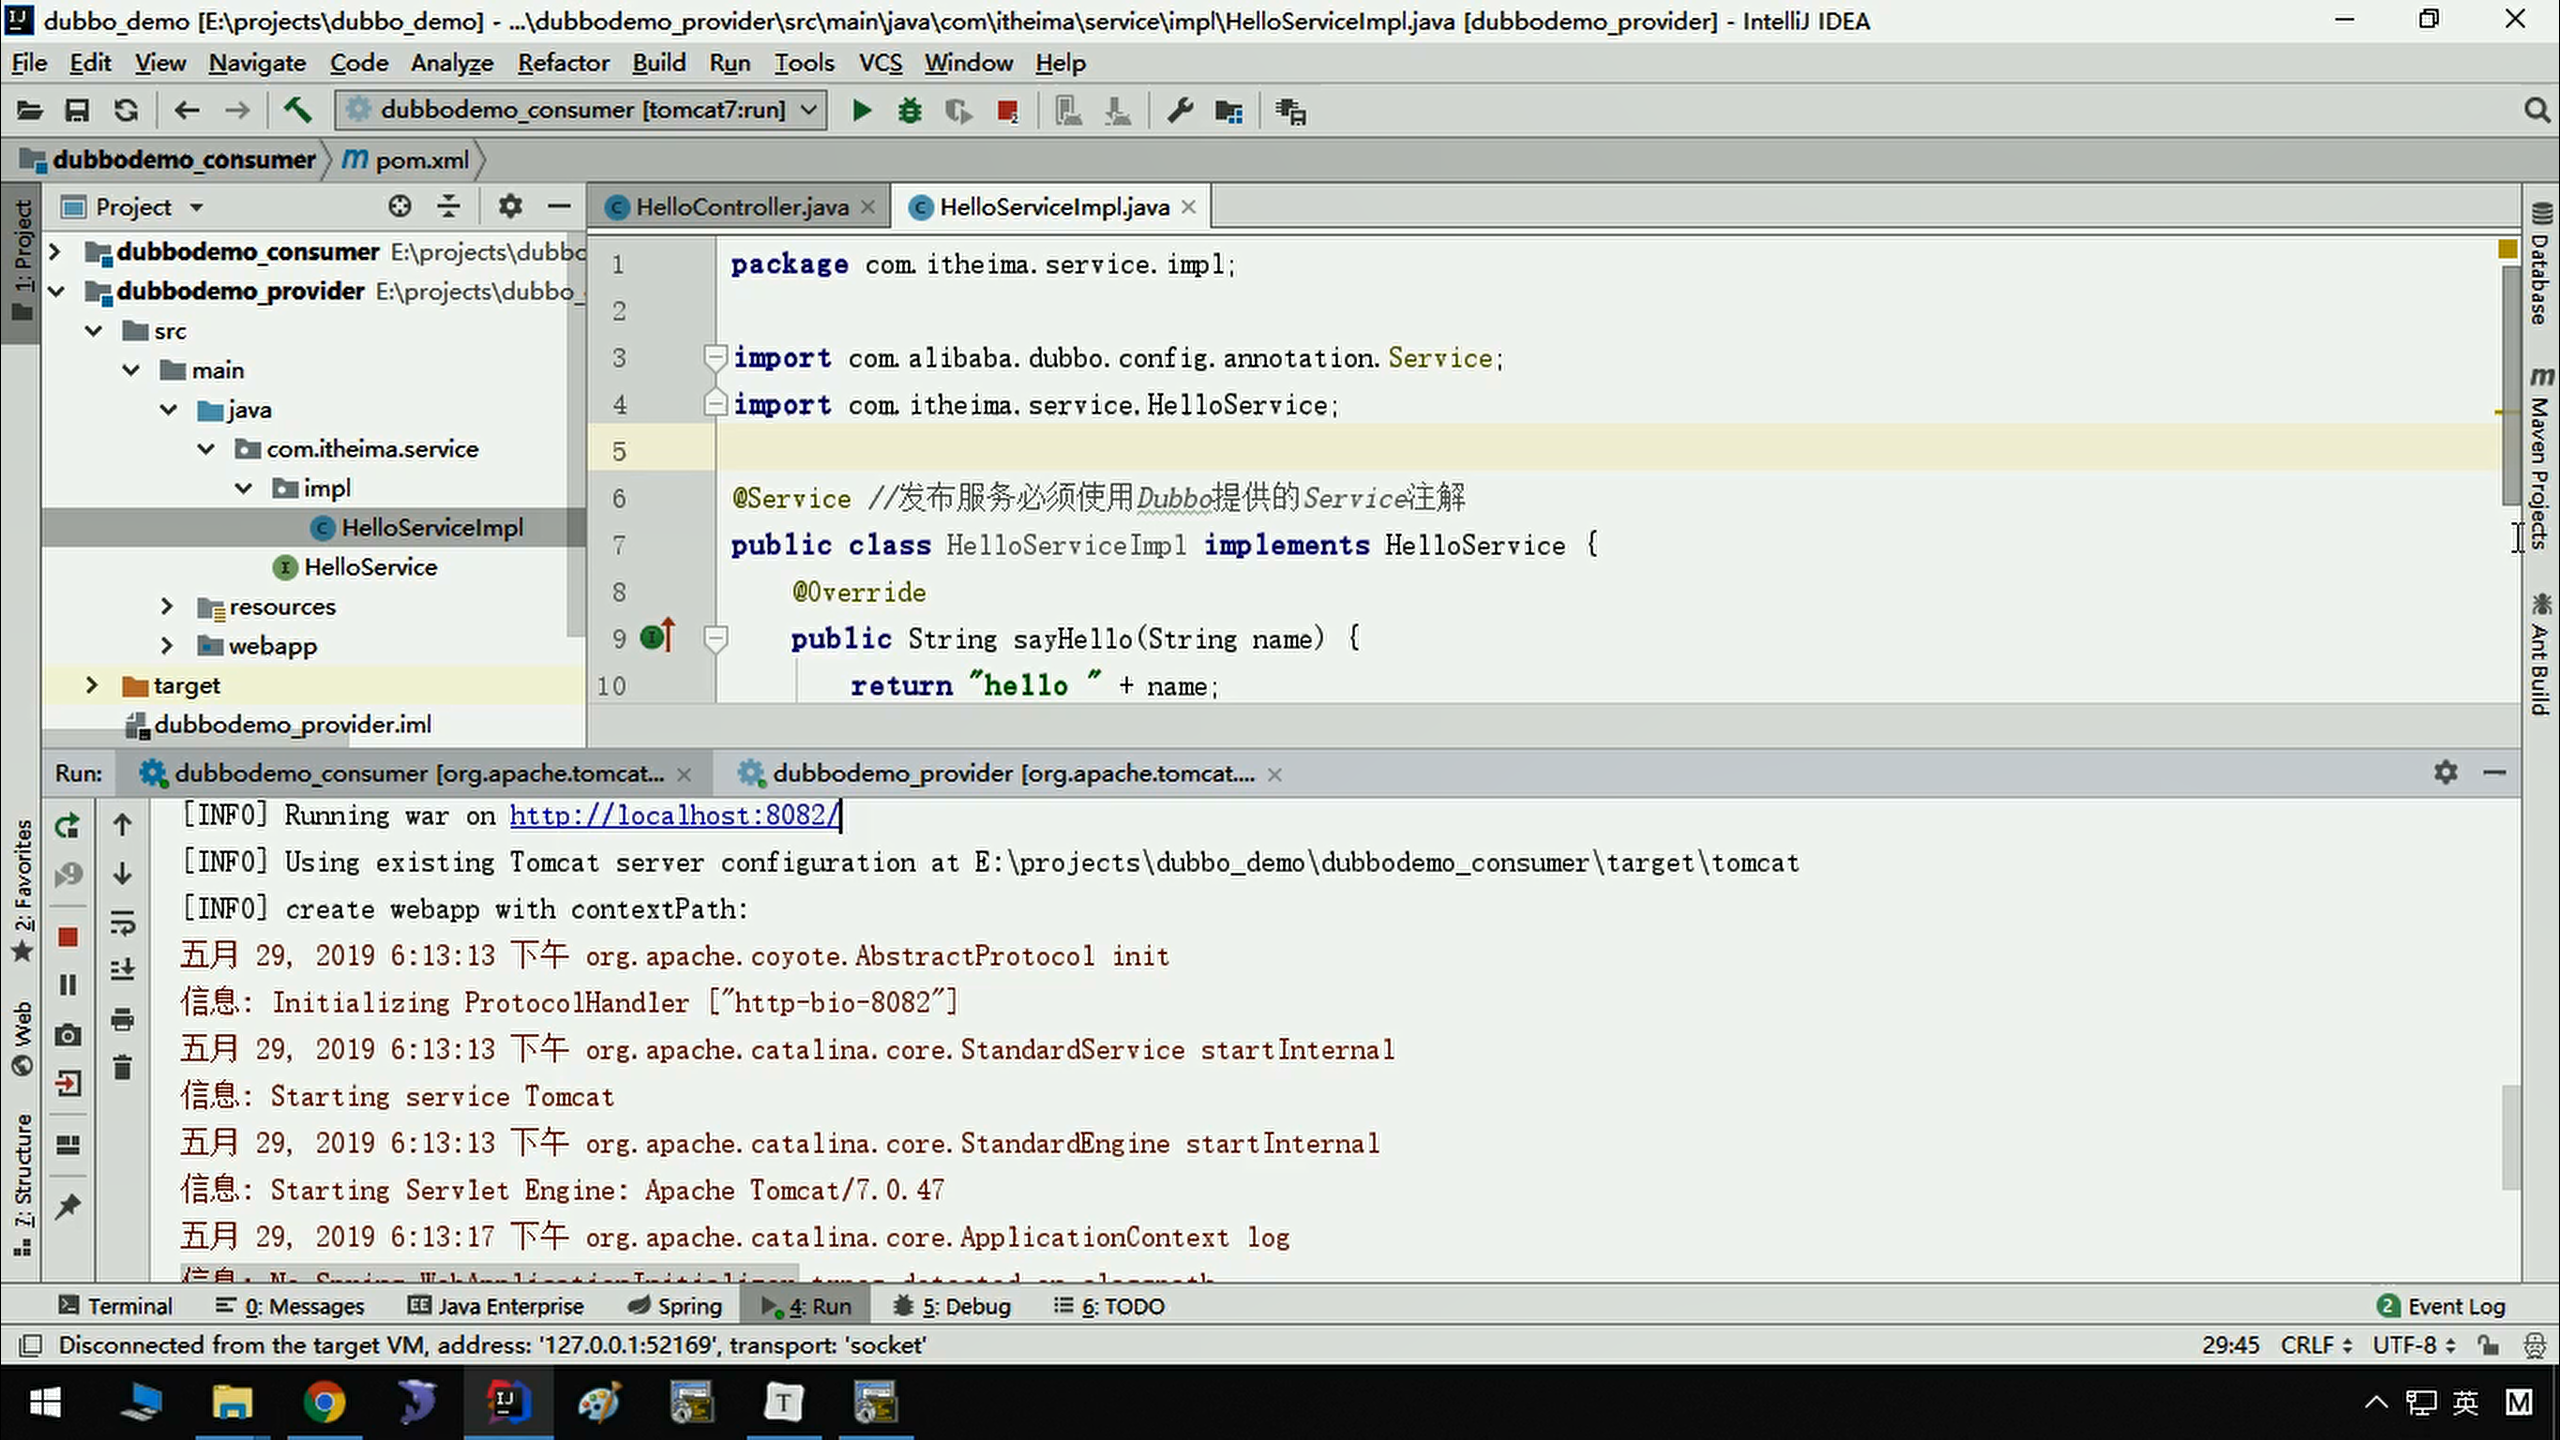 dubbo_demo [E:\projects\dubbo_demo] - ...\dubbodemo_provider\src\main\java\com\itheima\service\impl\HelloServiceImpl.java [dubbodemo_provider] - IntelliJ IDEA
File Edit View Navigate Code Analyze Refactor Build Run Tools VCS Window Help
dubbodemo_consumer [tomcat7:run]
dubbodemo_consumer pom.xml
1: Project
Project
HelloController.java
HelloServiceImpl.java
dubbodemo_consumer E:\projects\dubbo
dubbodemo_provider E:\projects\dubbo_
src
main
java
com.itheima.service
impl
HelloServiceImpl
HelloService
resources
webapp
target
dubbodemo_provider.iml
1 package com.itheima.service.impl;
2
3 import com.alibaba.dubbo.config.annotation.Service;
4 import com.itheima.service.HelloService;
5
6 @Service //发布服务必须使用Dubbo提供的Service注解
7 public class HelloServiceImpl implements HelloService {
8 @Override
9 public String sayHello(String name) {
10 return "hello " + name;
Database
Maven Projects
Ant Build
Run: dubbodemo_consumer [org.apache.tomcat... dubbodemo_provider [org.apache.tomcat....
[INFO] Running war on http://localhost:8082/
[INFO] Using existing Tomcat server configuration at E:\projects\dubbo_demo\dubbodemo_consumer\target\tomcat
[INFO] create webapp with contextPath:
五月 29, 2019 6:13:13 下午 org.apache.coyote.AbstractProtocol init
信息: Initializing ProtocolHandler ["http-bio-8082"]
五月 29, 2019 6:13:13 下午 org.apache.catalina.core.StandardService startInternal
信息: Starting service Tomcat
五月 29, 2019 6:13:13 下午 org.apache.catalina.core.StandardEngine startInternal
信息: Starting Servlet Engine: Apache Tomcat/7.0.47
五月 29, 2019 6:13:17 下午 org.apache.catalina.core.ApplicationContext log
信息: No Spring WebApplicationInitializer types detected on classpath
2: Favorites
Web
7: Structure
Terminal 0: Messages Java Enterprise Spring 4: Run 5: Debug 6: TODO 2 Event Log
Disconnected from the target VM, address: '127.0.0.1:52169', transport: 'socket' 29:45 CRLF UTF-8
英 M